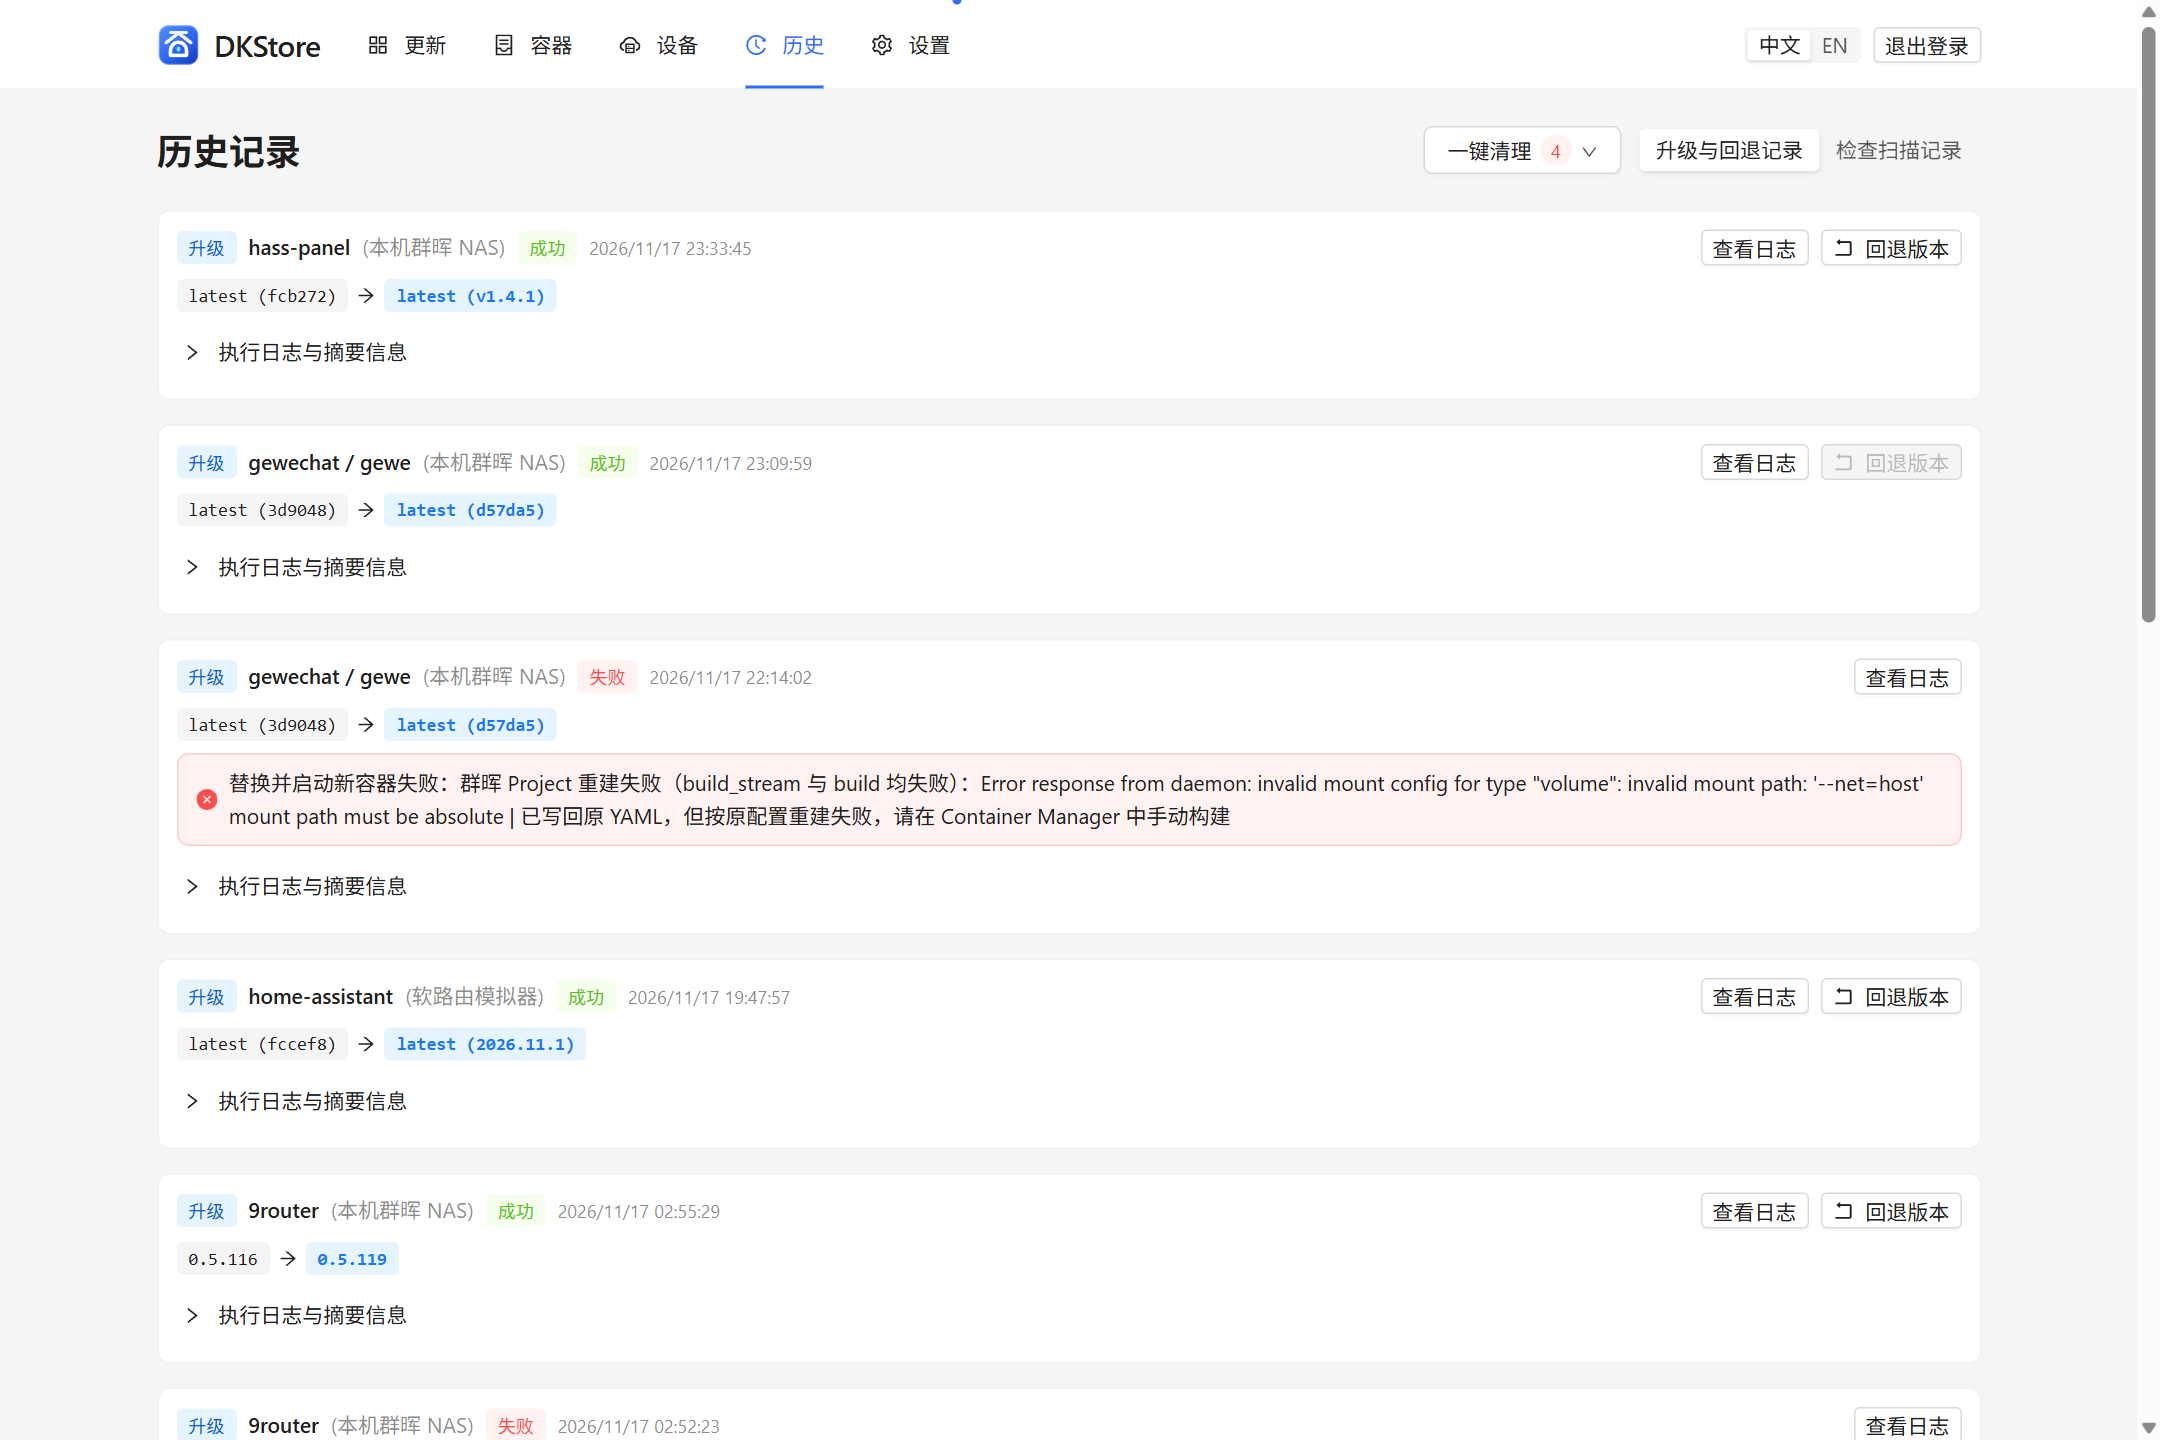 DKStore 更新 容器 设备 历史 设置 中文 EN 退出登录
历史记录 一键清理 4 升级与回退记录 检查扫描记录
升级 hass-panel (本机群晖 NAS) 成功 2026/11/17 23:33:45 查看日志 回退版本
latest (fcb272) → latest (v1.4.1)
执行日志与摘要信息
升级 gewechat / gewe (本机群晖 NAS) 成功 2026/11/17 23:09:59 查看日志 回退版本
latest (3d9048) → latest (d57da5)
执行日志与摘要信息
升级 gewechat / gewe (本机群晖 NAS) 失败 2026/11/17 22:14:02 查看日志
latest (3d9048) → latest (d57da5)
替换并启动新容器失败：群晖 Project 重建失败（build_stream 与 build 均失败）：Error response from daemon: invalid mount config for type "volume": invalid mount path: '--net=host'
mount path must be absolute | 已写回原 YAML，但按原配置重建失败，请在 Container Manager 中手动构建
执行日志与摘要信息
升级 home-assistant (软路由模拟器) 成功 2026/11/17 19:47:57 查看日志 回退版本
latest (fccef8) → latest (2026.11.1)
执行日志与摘要信息
升级 9router (本机群晖 NAS) 成功 2026/11/17 02:55:29 查看日志 回退版本
0.5.116 → 0.5.119
执行日志与摘要信息
升级 9router (本机群晖 NAS) 失败 2026/11/17 02:52:23 查看日志